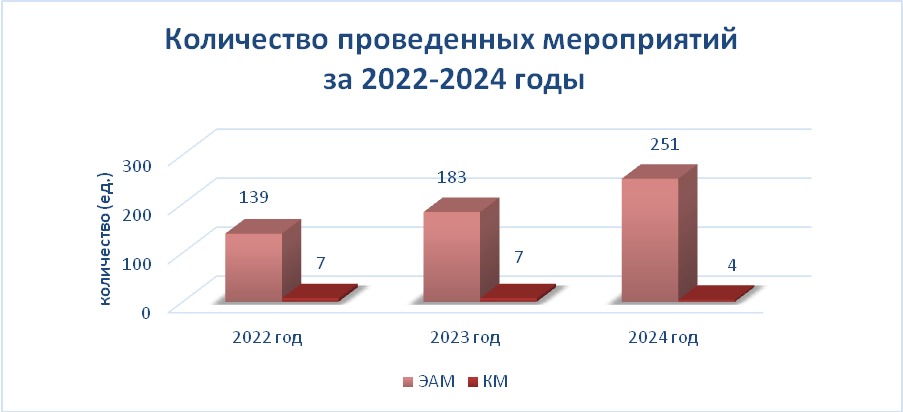 Количество проведенных мероприятий
за 2022-2024 годы
количество (ед.)
300
200
100
0
139
7
183
7
251
4
2022 год
2023 год
2024 год
ЭАМ
КМ